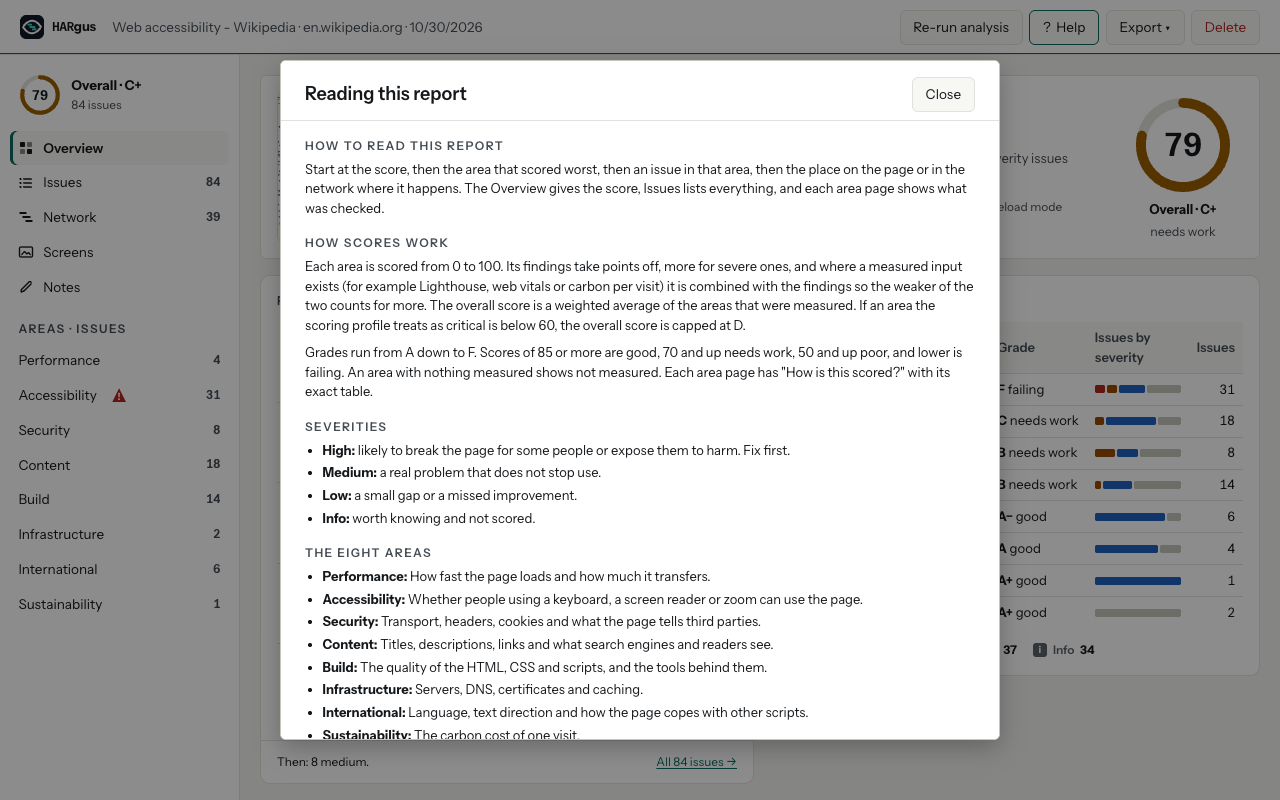 HARgus Web accessibility - Wikipedia · en.wikipedia.org · 10/30/2026
Re-run analysis
? Help
Export ▾
Delete
79
Overall · C+
84 issues
Overview
Issues 84
Network 39
Screens
Notes
AREAS · ISSUES
Performance 4
Accessibility 31
Security 8
Content 18
Build 14
Infrastructure 2
International 6
Sustainability 1
Reading this report
Close
HOW TO READ THIS REPORT
Start at the score, then the area that scored worst, then an issue in that area, then the place on the page or in the
network where it happens. The Overview gives the score, Issues lists everything, and each area page shows what
was checked.
HOW SCORES WORK
Each area is scored from 0 to 100. Its findings take points off, more for severe ones, and where a measured input
exists (for example Lighthouse, web vitals or carbon per visit) it is combined with the findings so the weaker of the
two counts for more. The overall score is a weighted average of the areas that were measured. If an area the
scoring profile treats as critical is below 60, the overall score is capped at D.
Grades run from A down to F. Scores of 85 or more are good, 70 and up needs work, 50 and up poor, and lower is
failing. An area with nothing measured shows not measured. Each area page has "How is this scored?" with its
exact table.
SEVERITIES
• High: likely to break the page for some people or expose them to harm. Fix first.
• Medium: a real problem that does not stop use.
• Low: a small gap or a missed improvement.
• Info: worth knowing and not scored.
THE EIGHT AREAS
• Performance: How fast the page loads and how much it transfers.
• Accessibility: Whether people using a keyboard, a screen reader or zoom can use the page.
• Security: Transport, headers, cookies and what the page tells third parties.
• Content: Titles, descriptions, links and what search engines and readers see.
• Build: The quality of the HTML, CSS and scripts, and the tools behind them.
• Infrastructure: Servers, DNS, certificates and caching.
• International: Language, text direction and how the page copes with other scripts.
• Sustainability: The carbon cost of one visit.
issues
mode
79
Overall · C+
needs work
Grade
Issues by
severity
Issues
F failing 31
C needs work 18
B needs work 8
B needs work 14
A− good 6
A good 4
A+ good 1
A+ good 2
37
i Info 34
Then: 8 medium.
All 84 issues →